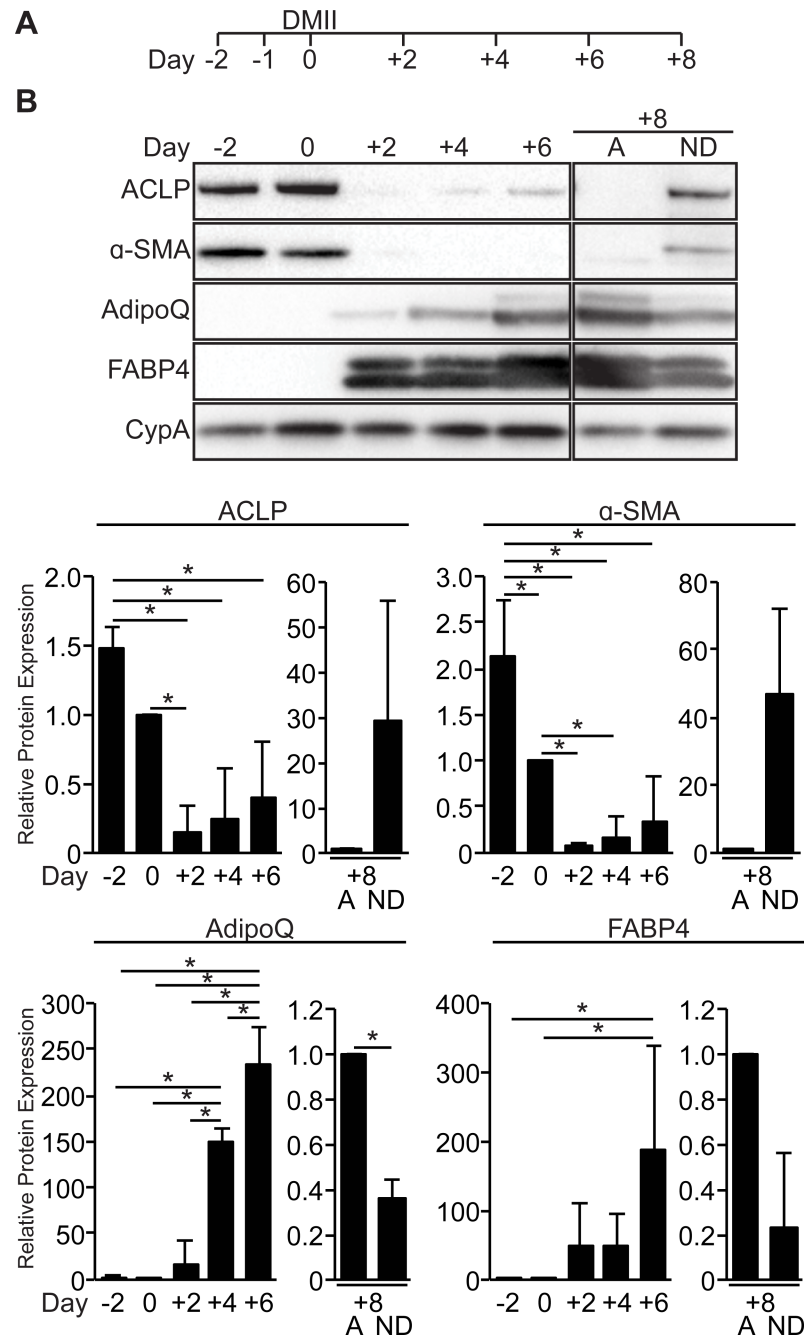 A
DMII
Day -2 -1 0 +2 +4 +6 +8
B
+8
Day -2 0 +2 +4 +6 A ND
ACLP
α-SMA
AdipoQ
FABP4
CypA
ACLP
α-SMA
* * * *
* * * * * *
Relative Protein Expression
2.0 1.5 1.0 0.5 0
60 50 40 30 20 10 0
3.0 2.5 2.0 1.5 1.0 0.5 0
80 60 40 20 0
Day -2 0 +2 +4 +6
+8
A ND
-2 0 +2 +4 +6
+8
A ND
AdipoQ
FABP4
* * * * * * *
*
* *
Relative Protein Expression
300 250 200 150 100 50 0
1.2 1.0 0.8 0.6 0.4 0.2 0
400 300 200 100 0
1.2 1.0 0.8 0.6 0.4 0.2 0
Day -2 0 +2 +4 +6
+8
A ND
-2 0 +2 +4 +6
+8
A ND